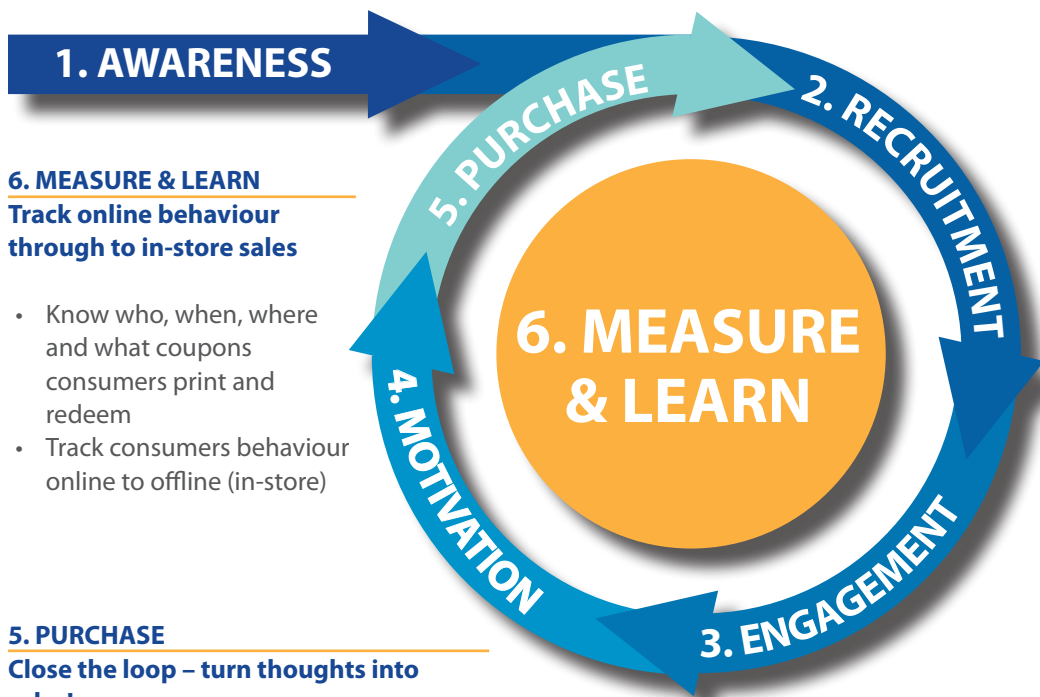 1. AWARENESS
5. PURCHASE
2. RECRUITMENT
6. MEASURE & LEARN
Track online behaviour
through to in-store sales
• Know who, when, where
and what coupons
consumers print and
redeem
• Track consumers behaviour
online to offline (in-store)
6. MEASURE
& LEARN
4. MOTIVATION
3. ENGAGEMENT
5. PURCHASE
Close the loop – turn thoughts into